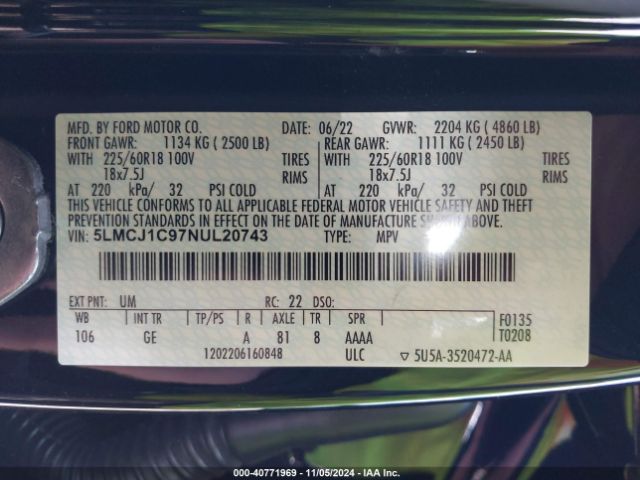 MFD. BY FORD MOTOR CO. DATE: 06/22 GVWR: 2204 KG ( 4860 LB)
FRONT GAWR: 1134 KG ( 2500 LB) REAR GAWR: 1111 KG ( 2450 LB)
WITH 225/60R18 100V TIRES WITH 225/60R18 100V TIRES
18x7.5J RIMS 18x7.5J RIMS
AT 220 kPa/ 32 PSI COLD AT 220 kPa/ 32 PSI COLD
THIS VEHICLE CONFORMS TO ALL APPLICABLE FEDERAL MOTOR VEHICLE SAFETY AND THEFT
PREVENTION STANDARDS IN EFFECT ON THE DATE OF MANUFACTURE SHOWN ABOVE.
VIN: 5LMCJ1C97NUL20743 TYPE: MPV
EXT PNT: UM RC: 22 DSO:
WB INT TR TP/PS R AXLE TR SPR F0135
106 GE A 81 8 AAAA T0208
1202206160848 ULC ▽ 5U5A-3520472-AA
000-40771969 | 11/05/2024 | IAA Inc.